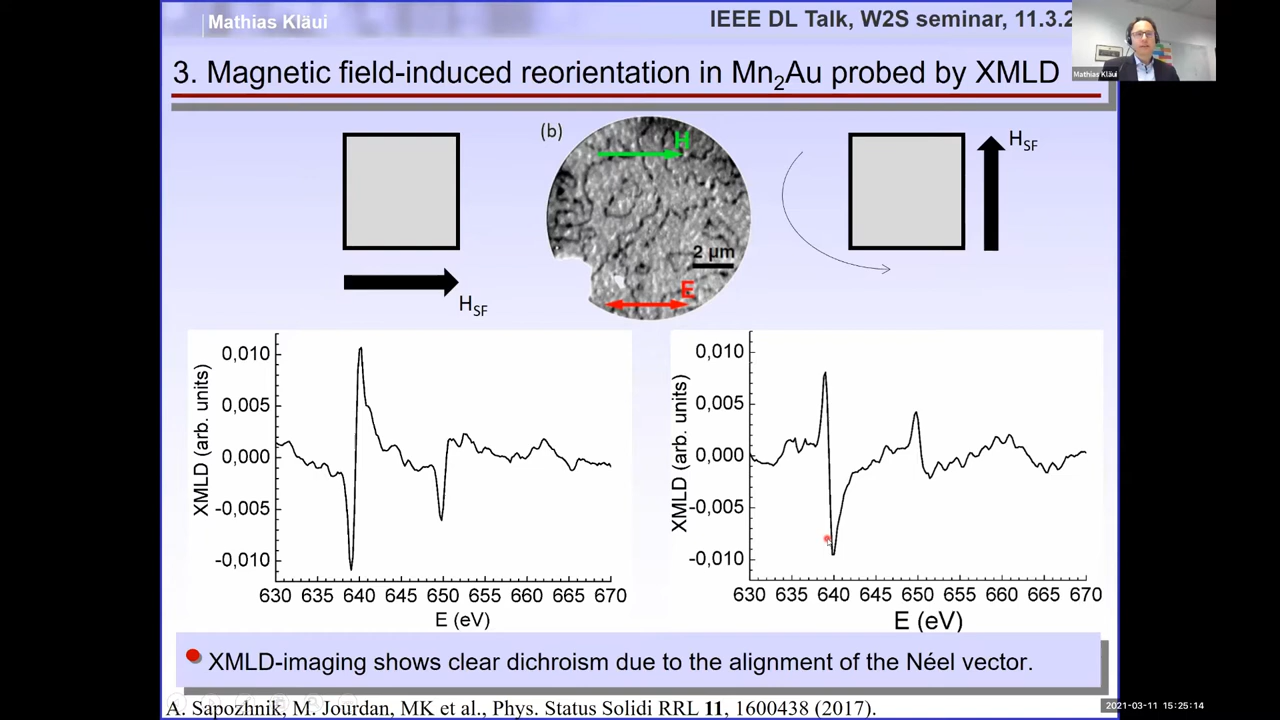 Mathias Kläui
IEEE DL Talk, W2S seminar, 11.3.2
Mathias Kläui
3. Magnetic field-induced reorientation in Mn₂Au probed by XMLD
(b)
H
2 µm
E
H_SF
H_SF
XMLD (arb. units)
0,010
0,005
0,000
-0,005
-0,010
630 635 640 645 650 655 660 665 670
E (eV)
XMLD (arb. units)
0,010
0,005
0,000
-0,005
-0,010
630 635 640 645 650 655 660 665 670
E (eV)
XMLD-imaging shows clear dichroism due to the alignment of the Néel vector.
A. Sapozhnik, M. Jourdan, MK et al., Phys. Status Solidi RRL 11, 1600438 (2017).
2021-03-11 15:25:14